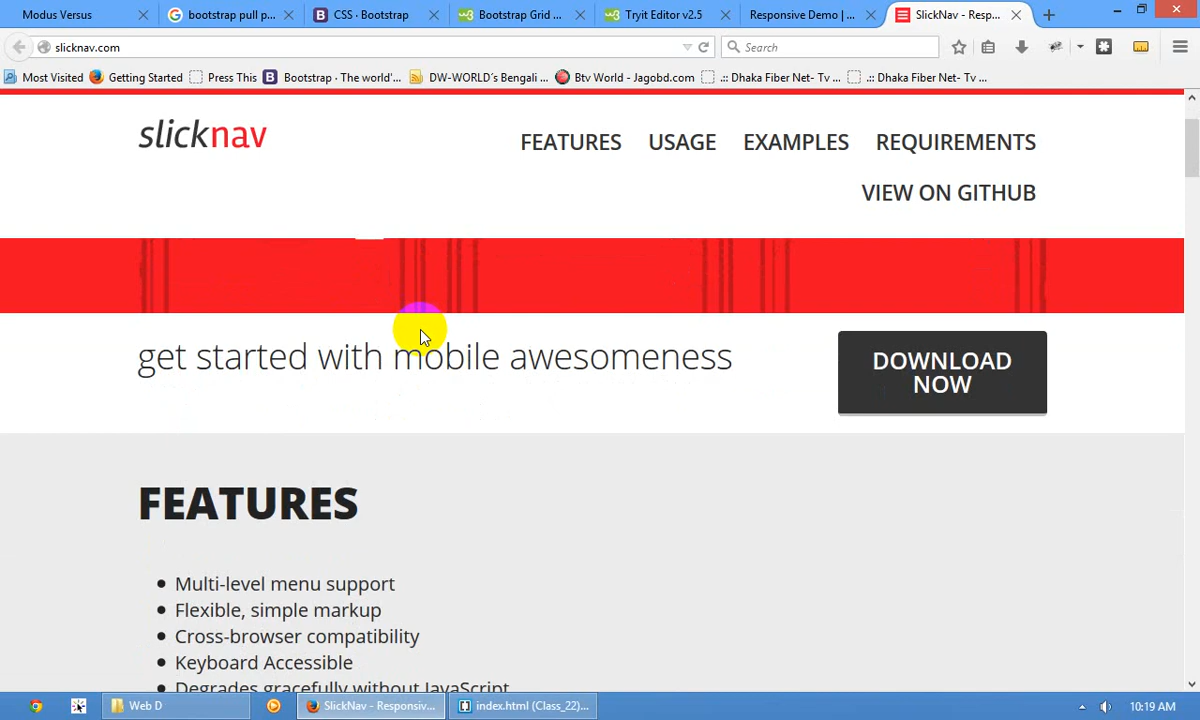 Modus Versus
bootstrap pull p...
CSS · Bootstrap
Bootstrap Grid ...
Tryit Editor v2.5
Responsive Demo | ...
SlickNav - Resp...
slicknav.com
Search
Most Visited
Getting Started
Press This
Bootstrap · The world'...
DW-WORLD´s Bengali ...
Btv World - Jagobd.com
.:: Dhaka Fiber Net- Tv ...
.:: Dhaka Fiber Net- Tv ...
slicknav
FEATURES USAGE EXAMPLES REQUIREMENTS
VIEW ON GITHUB
get started with mobile awesomeness
DOWNLOAD
NOW
FEATURES
Multi-level menu support
Flexible, simple markup
Cross-browser compatibility
Keyboard Accessible
Degrades gracefully without JavaScript
Web D
SlickNav - Responsiv...
index.html (Class_22)...
10:19 AM